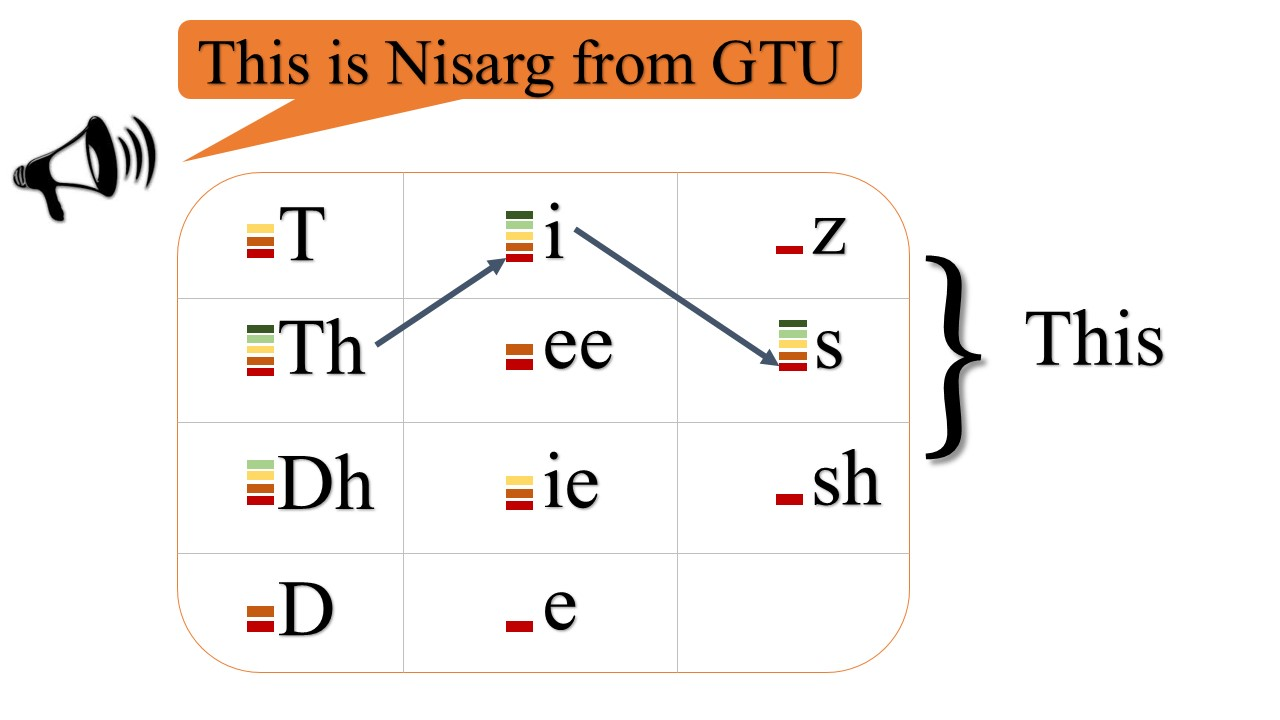 This is Nisarg from GTU
T i z
Th ee s
Dh ie sh
D e
} This